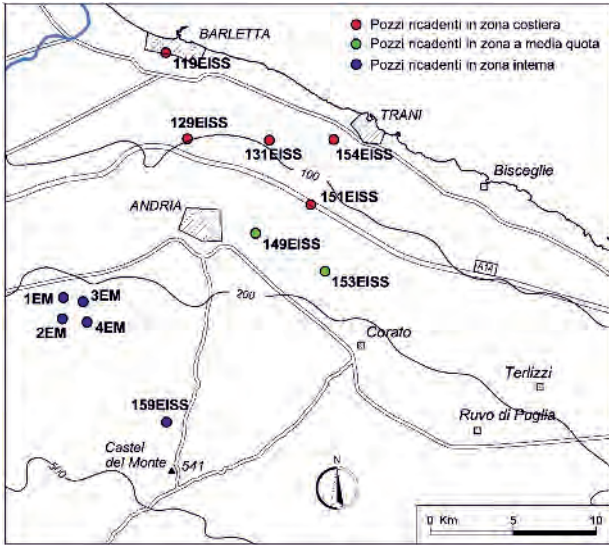 BARLETTA
Pozzi ricadenti in zona costiera
Pozzi ricadenti in zona a media quota
Pozzi ricadenti in zona interna
119EISS
TRANI
129EISS
131EISS
154EISS
100
Bisceglie
151EISS
ANDRIA
149EISS
A14
153EISS
200
1EM
3EM
2EM
4EM
Corato
Terlizzi
159EISS
Ruvo di Puglia
Castel
del Monte
541
500
N
0 Km 5 10